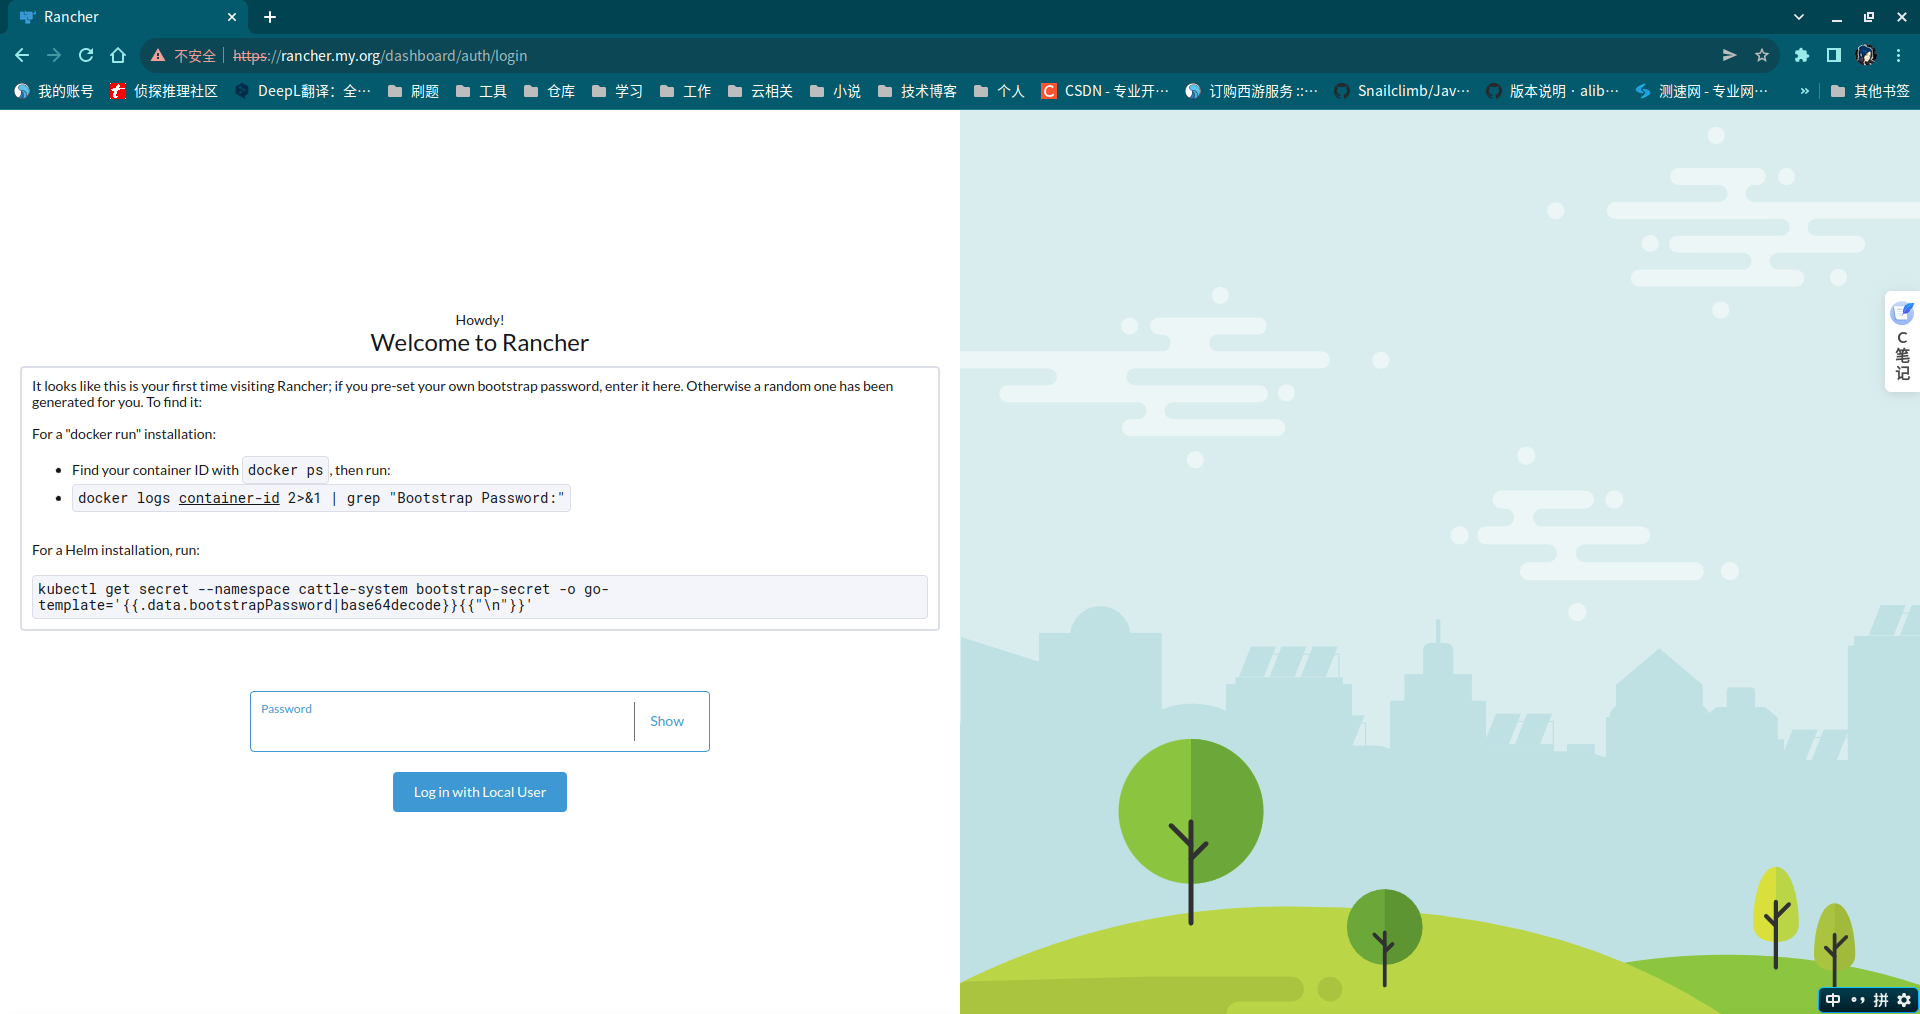 Rancher
不安全 https://rancher.my.org/dashboard/auth/login
我的账号 侦探推理社区 DeepL翻译：全… 刷题 工具 仓库 学习 工作 云相关 小说 技术博客 个人 CSDN - 专业开… 订购西游服务 ::… Snailclimb/Jav… 版本说明 · alib… 测速网 - 专业网… » 其他书签
Howdy!
Welcome to Rancher
It looks like this is your first time visiting Rancher; if you pre-set your own bootstrap password, enter it here. Otherwise a random one has been
generated for you. To find it:
For a "docker run" installation:
Find your container ID with docker ps, then run:
docker logs container-id 2>&1 | grep "Bootstrap Password:"
For a Helm installation, run:
kubectl get secret --namespace cattle-system bootstrap-secret -o go-
template='{{.data.bootstrapPassword|base64decode}}{{"\n"}}'
Password
Show
Log in with Local User
C
笔
记
中 拼